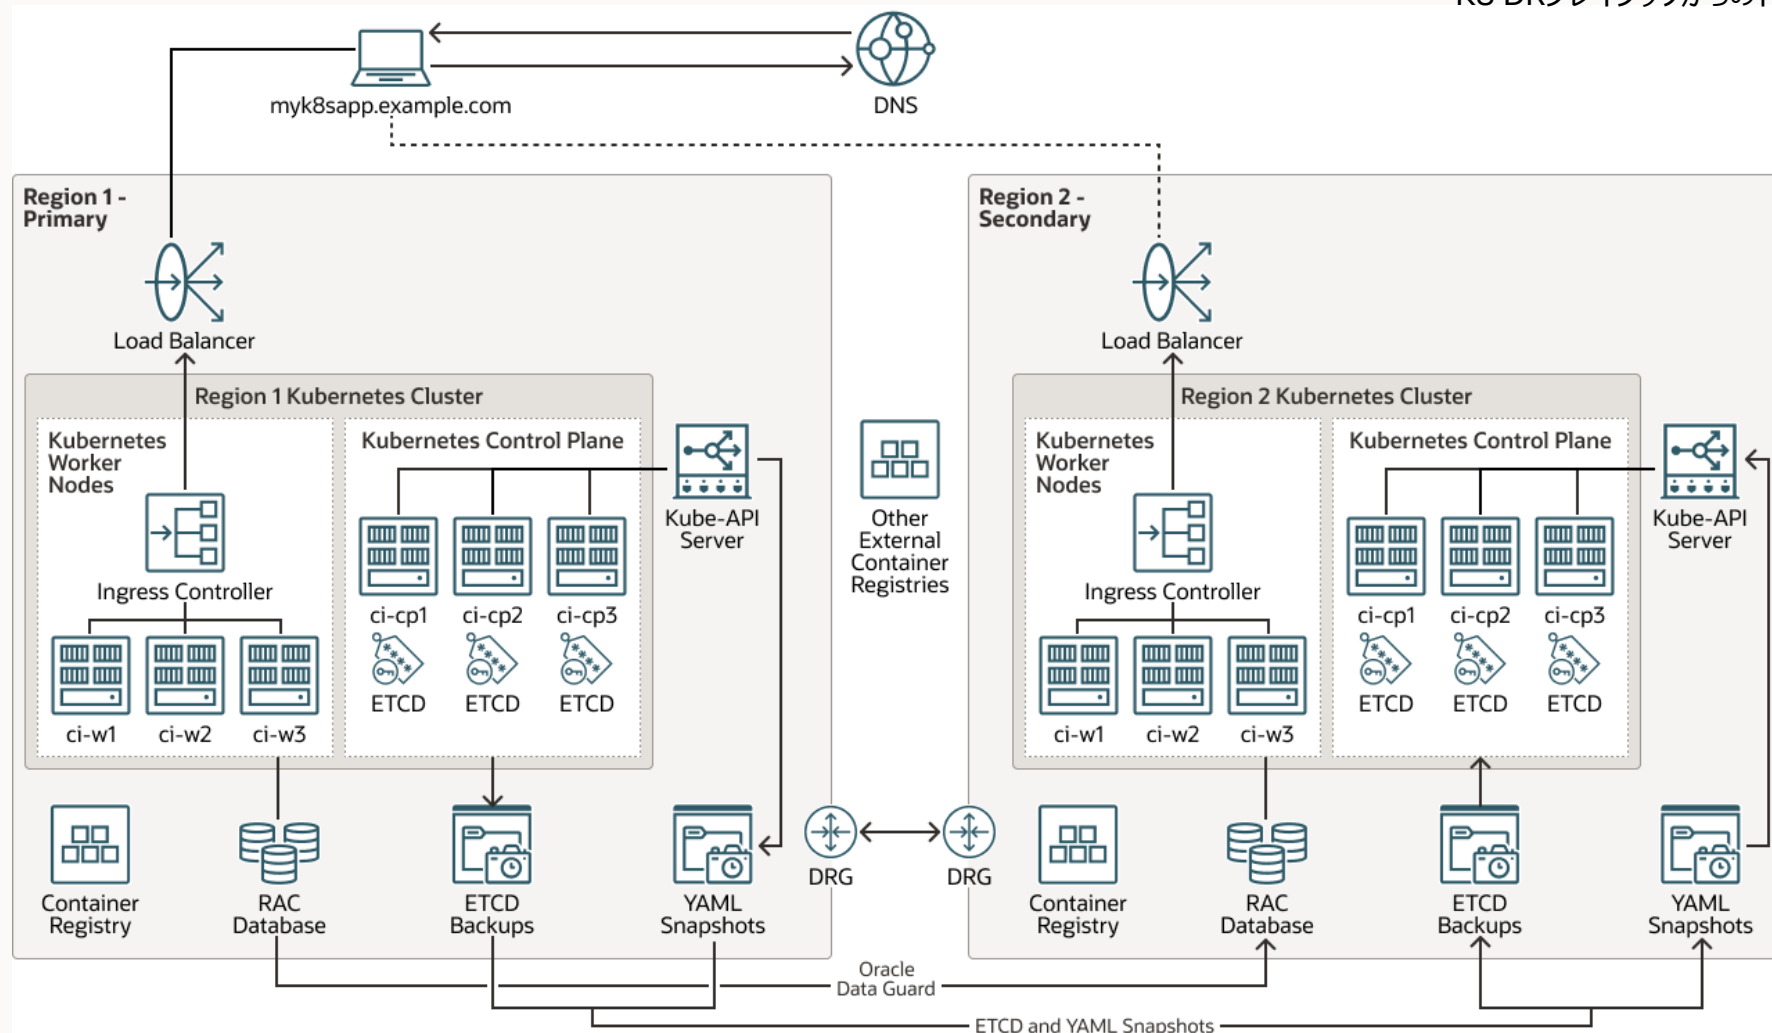 myk8sapp.example.com
DNS
Region 1 -
Primary
Load Balancer
Region 1 Kubernetes Cluster
Kubernetes
Worker
Nodes
Ingress Controller
ci-w1
ci-w2
ci-w3
Kubernetes Control Plane
ci-cp1
ci-cp2
ci-cp3
ETCD
ETCD
ETCD
Kube-API
Server
Container
Registry
RAC
Database
ETCD
Backups
YAML
Snapshots
DRG
Other
External
Container
Registries
DRG
Region 2 -
Secondary
Load Balancer
Region 2 Kubernetes Cluster
Kubernetes
Worker
Nodes
Ingress Controller
ci-w1
ci-w2
ci-w3
Kubernetes Control Plane
ci-cp1
ci-cp2
ci-cp3
ETCD
ETCD
ETCD
Kube-API
Server
Container
Registry
RAC
Database
ETCD
Backups
YAML
Snapshots
Oracle
Data Guard
ETCD and YAML Snapshots